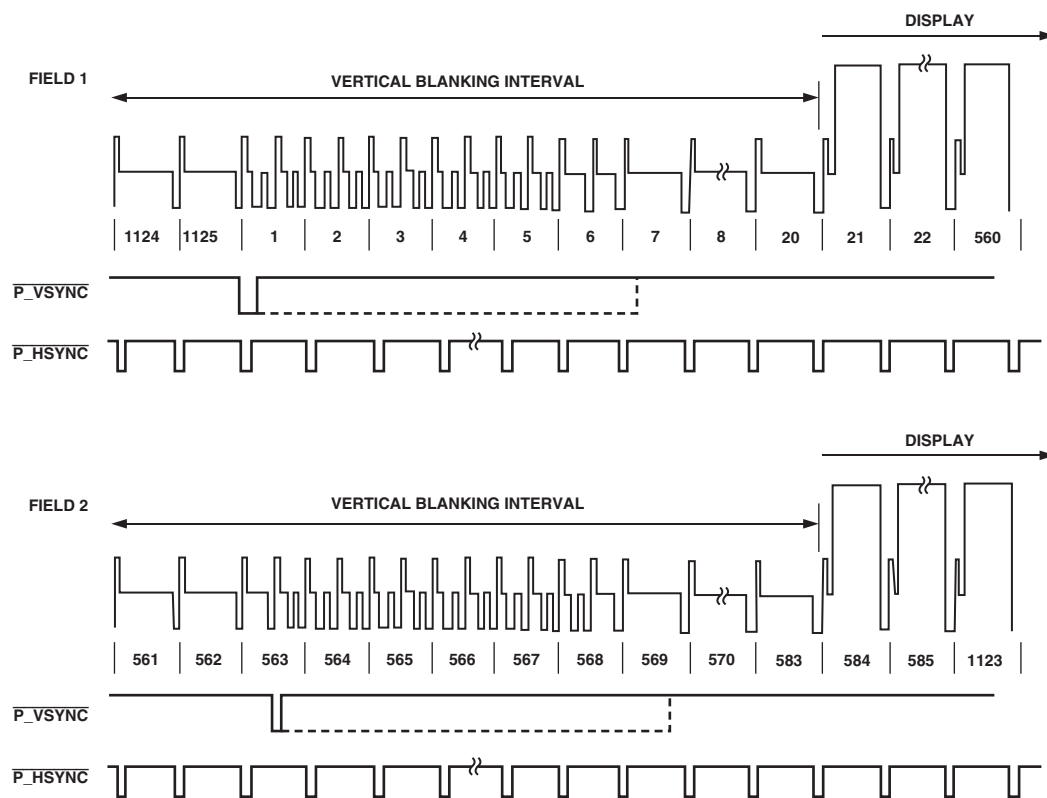 DISPLAY
FIELD 1
VERTICAL BLANKING INTERVAL
1124 1125 1 2 3 4 5 6 7 8 20 21 22 560
P_VSYNC
P_HSYNC
DISPLAY
FIELD 2
VERTICAL BLANKING INTERVAL
561 562 563 564 565 566 567 568 569 570 583 584 585 1123
P_VSYNC
P_HSYNC